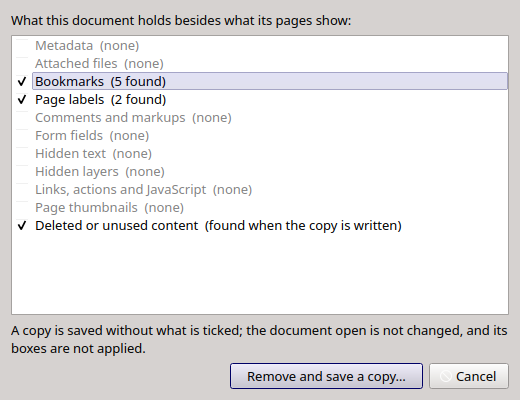 What this document holds besides what its pages show:
Metadata  (none)
Attached files  (none)
Bookmarks  (5 found)
Page labels  (2 found)
Comments and markups  (none)
Form fields  (none)
Hidden text  (none)
Hidden layers  (none)
Links, actions and JavaScript  (none)
Page thumbnails  (none)
Deleted or unused content  (found when the copy is written)
A copy is saved without what is ticked; the document open is not changed, and its
boxes are not applied.
Remove and save a copy... Cancel